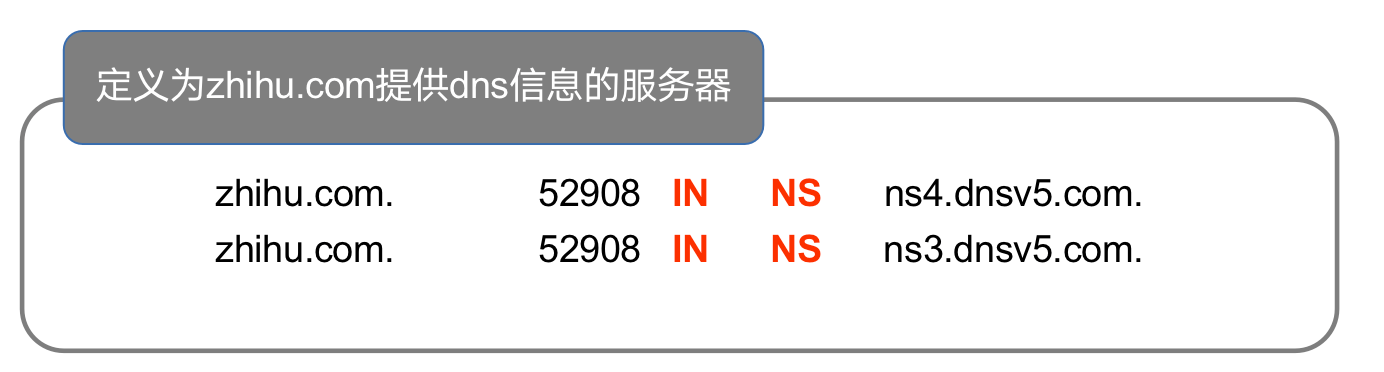 定义为zhihu.com提供dns信息的服务器
zhihu.com. 52908 IN NS ns4.dnsv5.com.
zhihu.com. 52908 IN NS ns3.dnsv5.com.